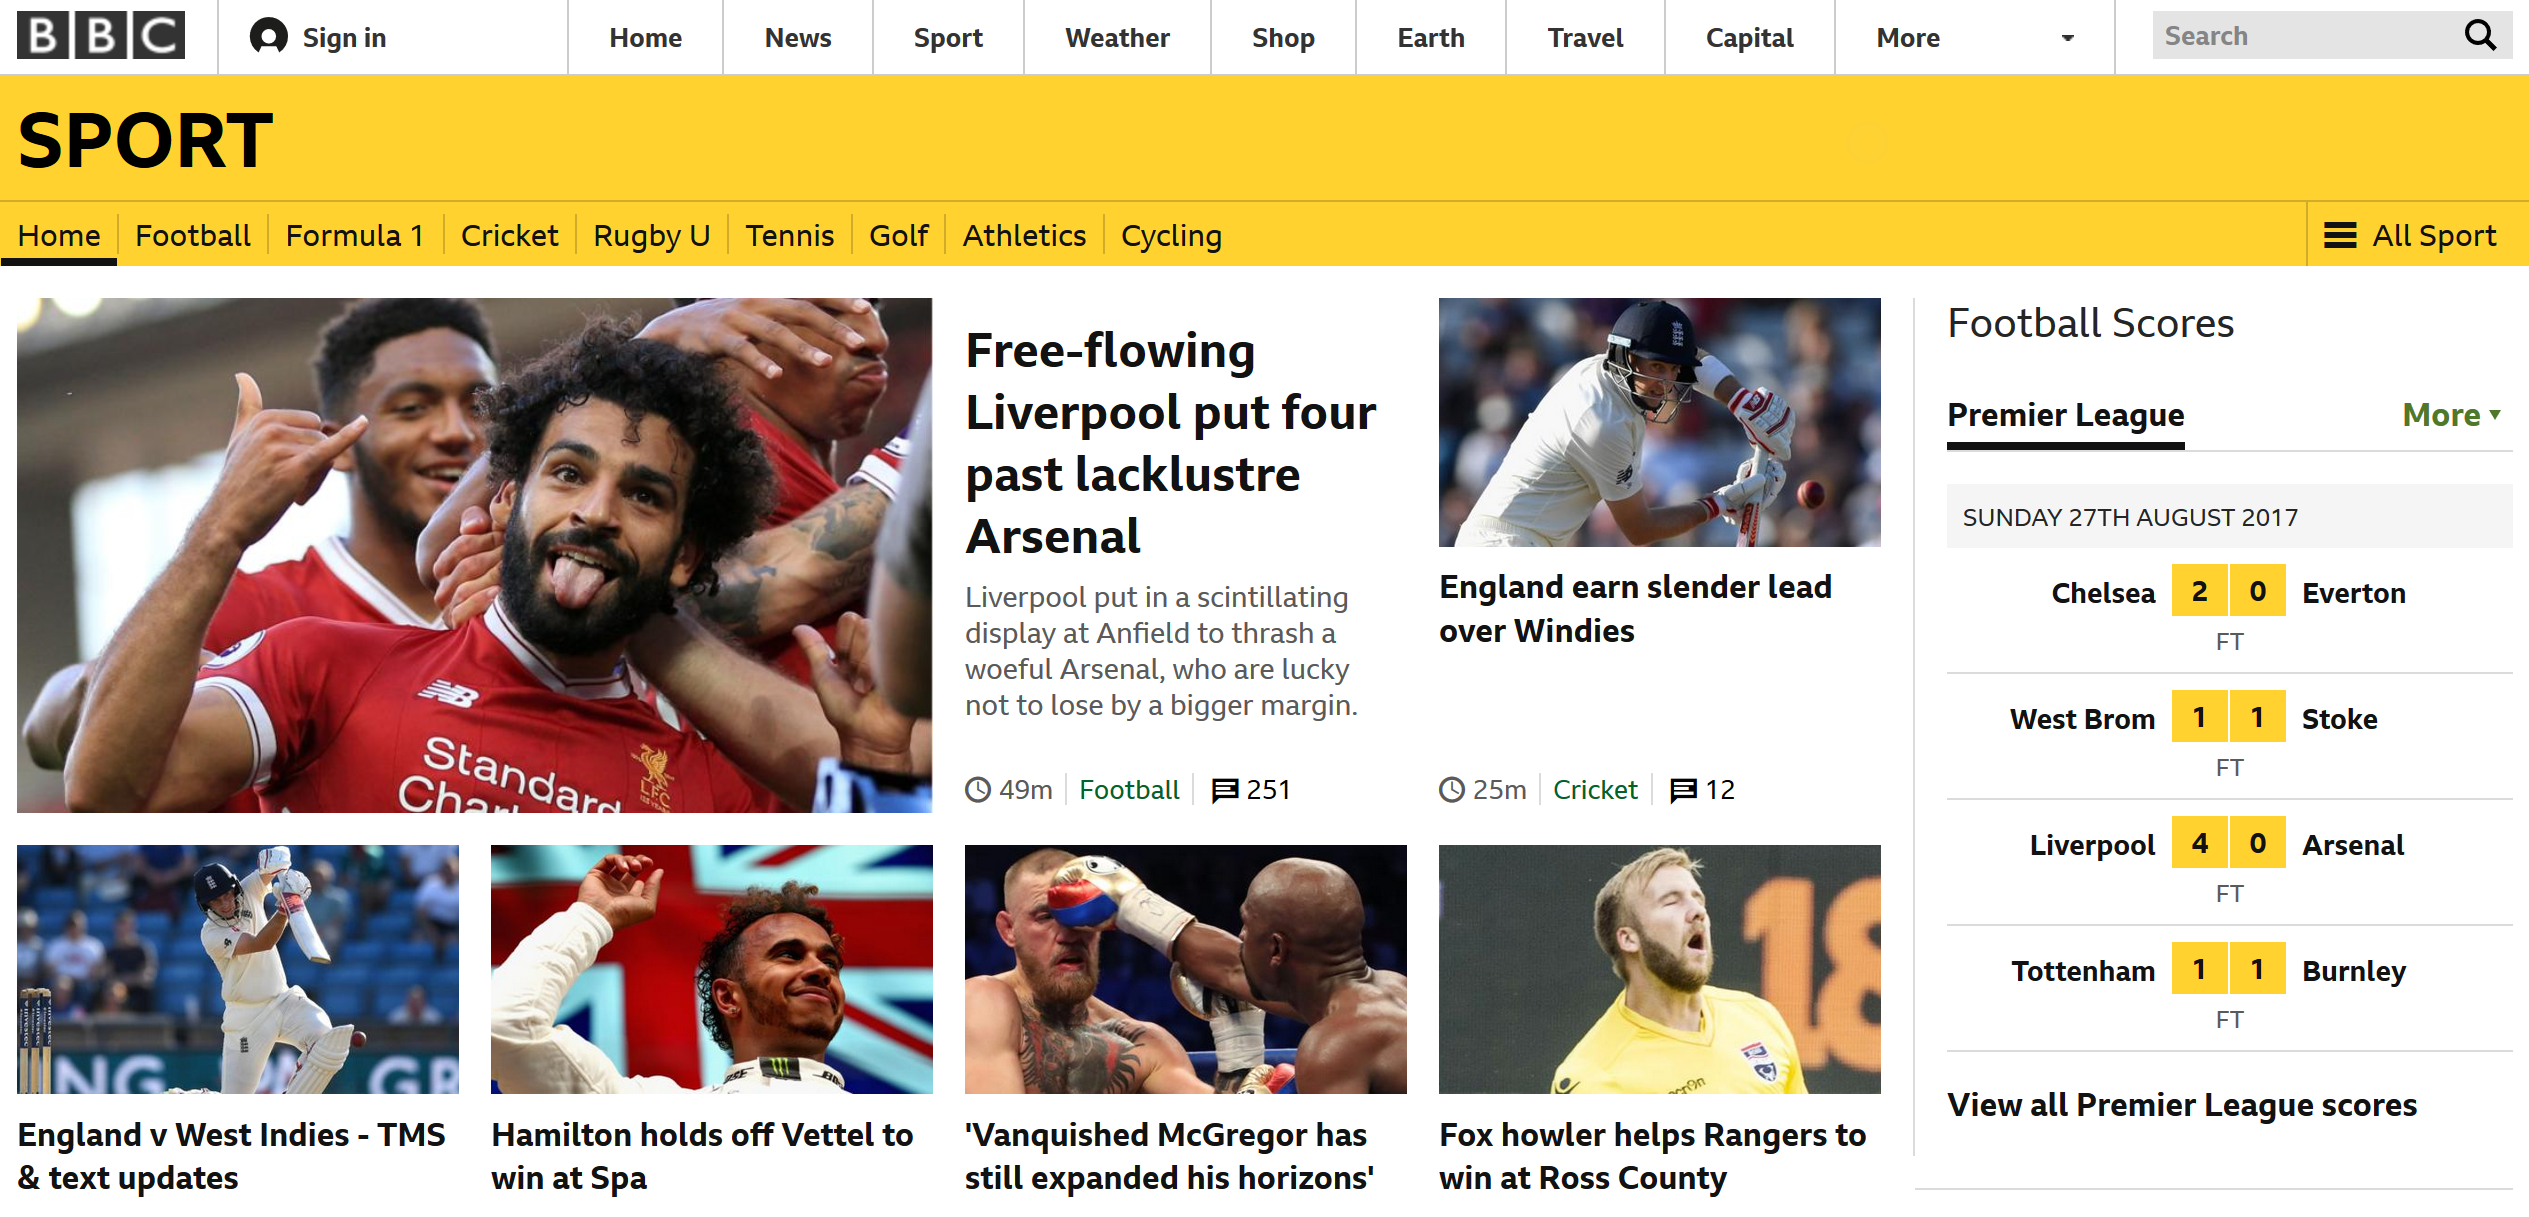 BBC
Sign in
Home
News
Sport
Weather
Shop
Earth
Travel
Capital
More
Search
SPORT
Home
Football
Formula 1
Cricket
Rugby U
Tennis
Golf
Athletics
Cycling
All Sport
Standard
LFC
Free-flowing
Liverpool put four
past lacklustre
Arsenal
Liverpool put in a scintillating
display at Anfield to thrash a
woeful Arsenal, who are lucky
not to lose by a bigger margin.
49m
Football
251
England earn slender lead
over Windies
25m
Cricket
12
England v West Indies - TMS
& text updates
Hamilton holds off Vettel to
win at Spa
'Vanquished McGregor has
still expanded his horizons'
18
Fox howler helps Rangers to
win at Ross County
Football Scores
Premier League
More
SUNDAY 27TH AUGUST 2017
Chelsea 2 0 Everton
FT
West Brom 1 1 Stoke
FT
Liverpool 4 0 Arsenal
FT
Tottenham 1 1 Burnley
FT
View all Premier League scores